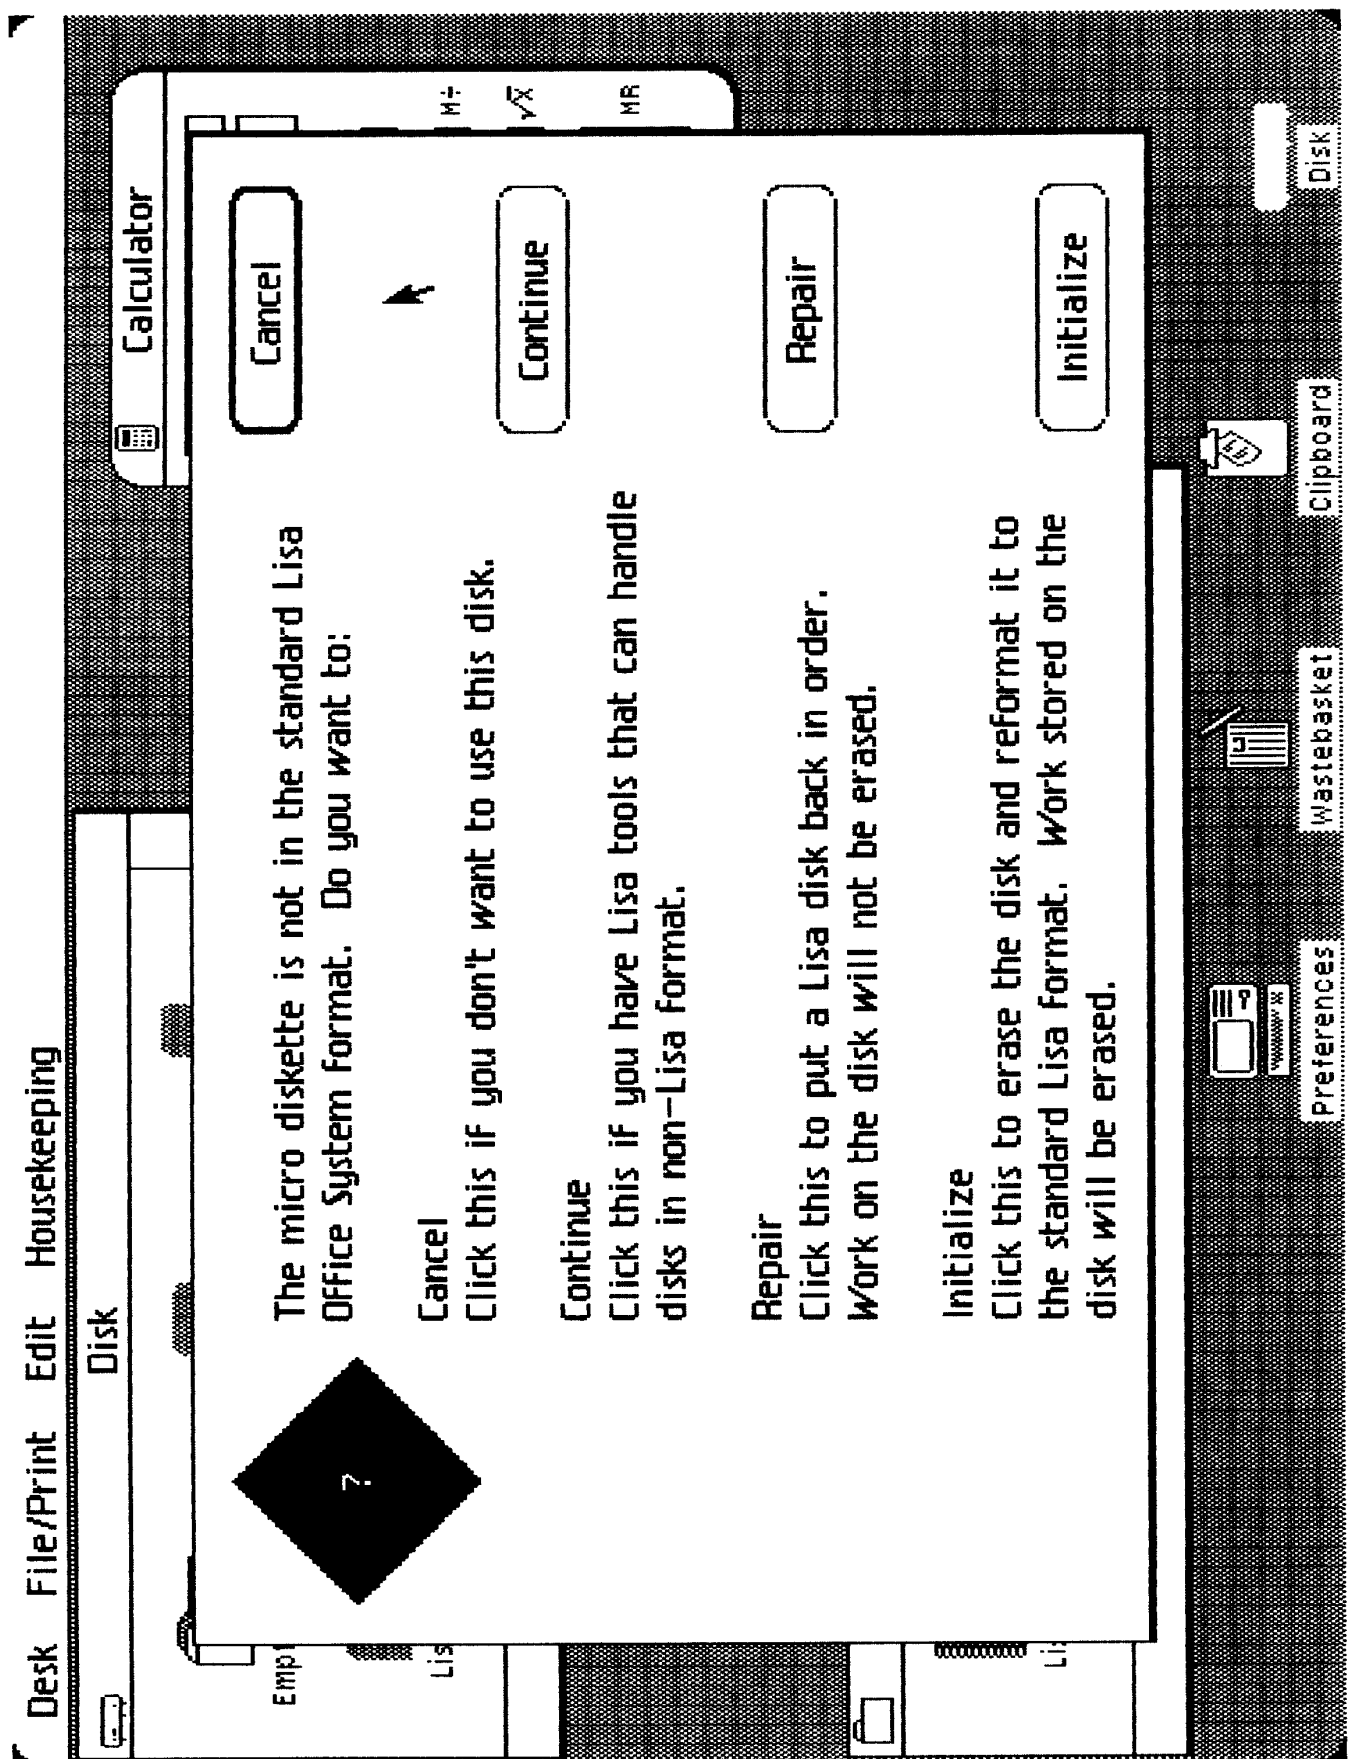 Desk File/Print Edit Housekeeping
Disk
Calculator
M÷
√x
MR
The micro diskette is not in the standard Lisa
Office System format. Do you want to:
Cancel
Click this if you don't want to use this disk.
Continue
Click this if you have Lisa tools that can handle
disks in non-Lisa format.
Repair
Click this to put a Lisa disk back in order.
Work on the disk will not be erased.
Initialize
Click this to erase the disk and reformat it to
the standard Lisa format. Work stored on the
disk will be erased.
Cancel
Continue
Repair
Initialize
?
Emp
Lis
Li
Preferences
Wastebasket
Clipboard
Disk